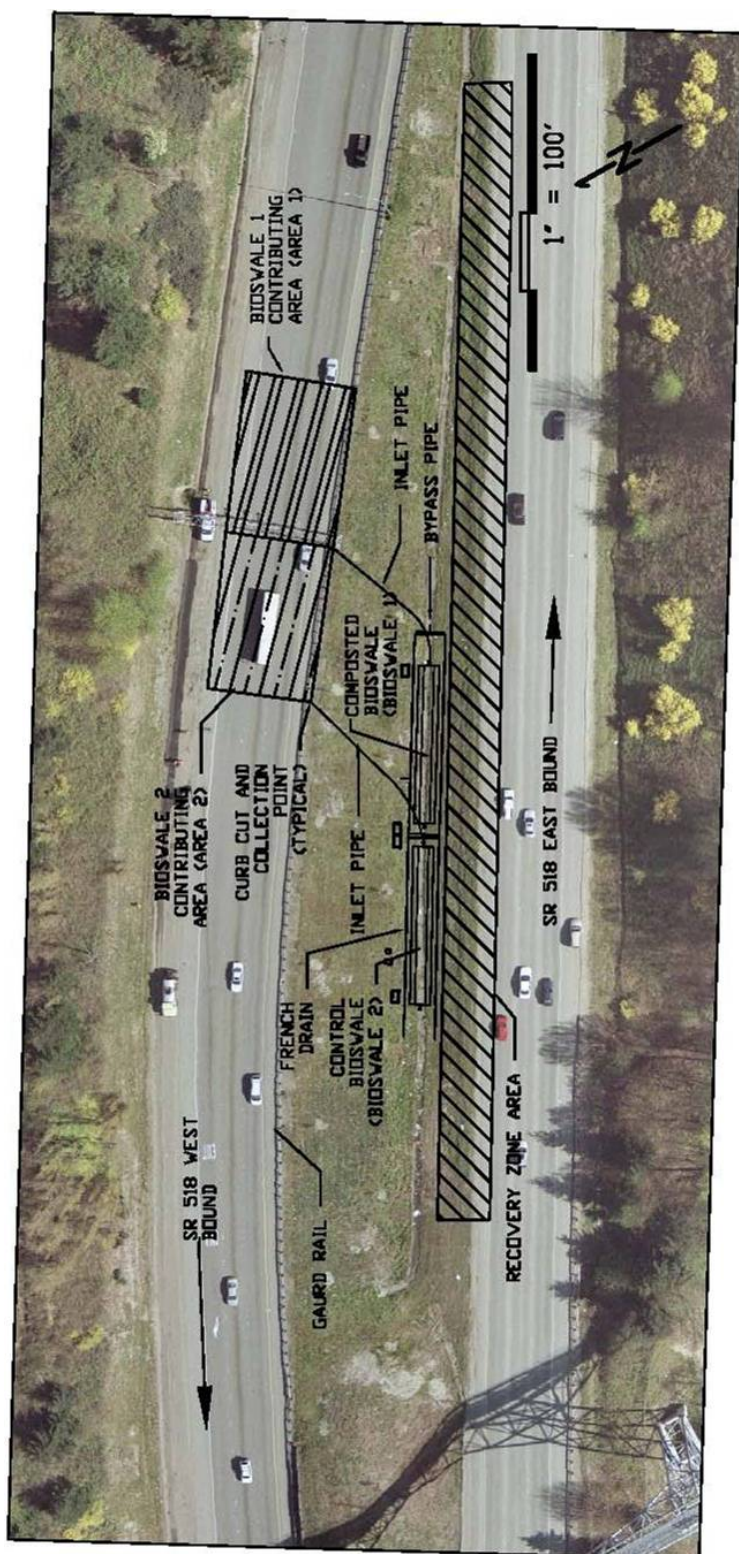 BIOSWALE 1
CONTRIBUTING
AREA (AREA 1)
1" = 100'
N
INLET PIPE
BYPASS PIPE
COMPOSTED
BIOSWALE
(BIOSWALE 1)
BIOSWALE 2
CONTRIBUTING
AREA (AREA 2)
CURB CUT AND
COLLECTION
POINT
(TYPICAL)
INLET PIPE
SR 518 EAST BOUND
FRENCH
DRAIN
CONTROL
BIOSWALE
(BIOSWALE 2)
SR 518 WEST
BOUND
GAURD RAIL
RECOVERY ZONE AREA